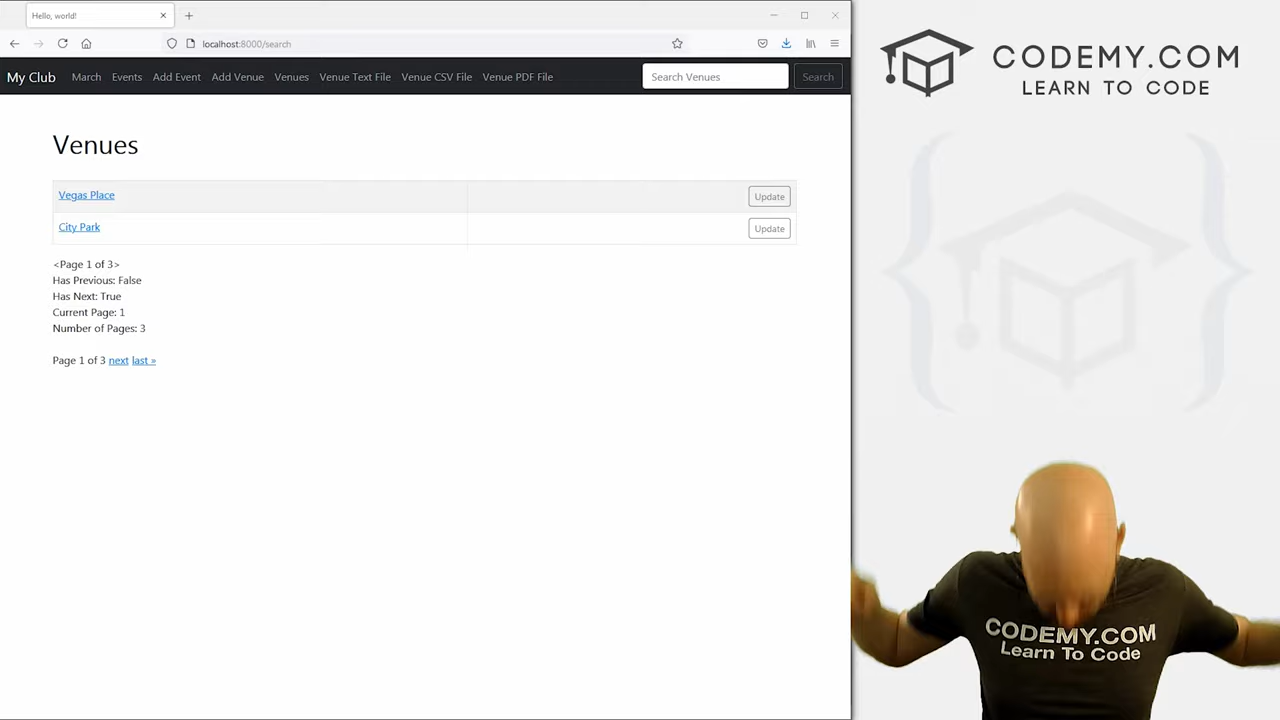 Hello, world!
localhost:8000/search
My Club March Events Add Event Add Venue Venues Venue Text File Venue CSV File Venue PDF File Search Venues Search
Venues
Vegas Place Update
City Park Update
<Page 1 of 3>
Has Previous: False
Has Next: True
Current Page: 1
Number of Pages: 3
Page 1 of 3 next last »
CODEMY.COM
LEARN TO CODE
CODEMY.COM
Learn To Code